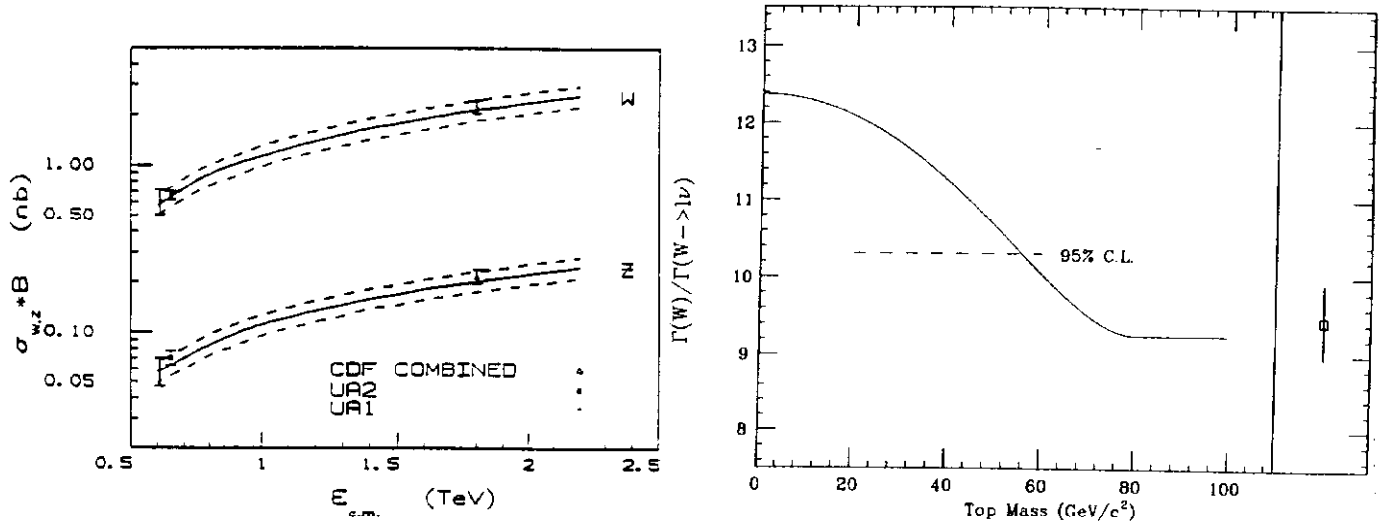 σ_{W,Z}*B (nb)
1.00
0.50
0.10
0.05
W
Z
CDF COMBINED
UA2
UA1
0.5 1 1.5 2 2.5
E_{c.m.} (TeV)
Γ(W)/Γ(W->lν)
13
12
11
10
9
8
95% C.L.
0 20 40 60 80 100
Top Mass (GeV/c²)